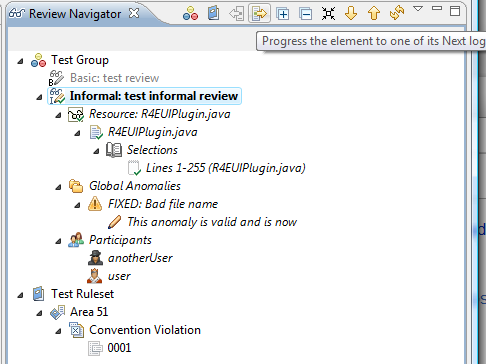 Review Navigator
Progress the element to one of its Next log
Test Group
Basic: test review
Informal: test informal review
Resource: R4EUIPlugin.java
R4EUIPlugin.java
Selections
Lines 1-255 (R4EUIPlugin.java)
Global Anomalies
FIXED: Bad file name
This anomaly is valid and is now
Participants
anotherUser
user
Test Ruleset
Area 51
Convention Violation
0001